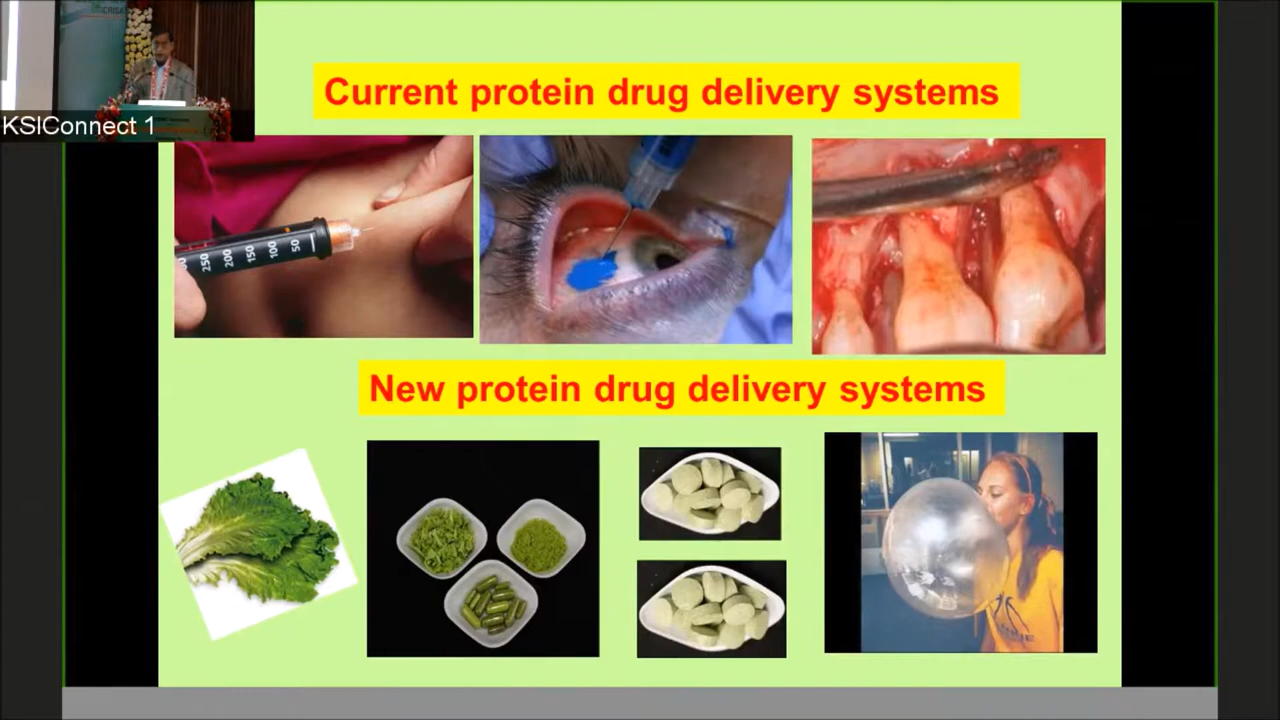 KSIConnect 1
Current protein drug delivery systems
250
200
150
100
50
New protein drug delivery systems